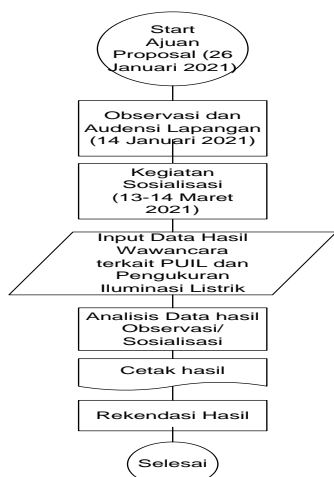 Start
Ajuan
Proposal (26
Januari 2021)
Observasi dan
Audensi Lapangan
(14 Januari 2021)
Kegiatan
Sosialisasi
(13-14 Maret
2021)
Input Data Hasil
Wawancara
terkait PUIL dan
Pengukuran
Iluminasi Listrik
Analisis Data hasil
Observasi/
Sosialisasi
Cetak hasil
Rekendasi Hasil
Selesai